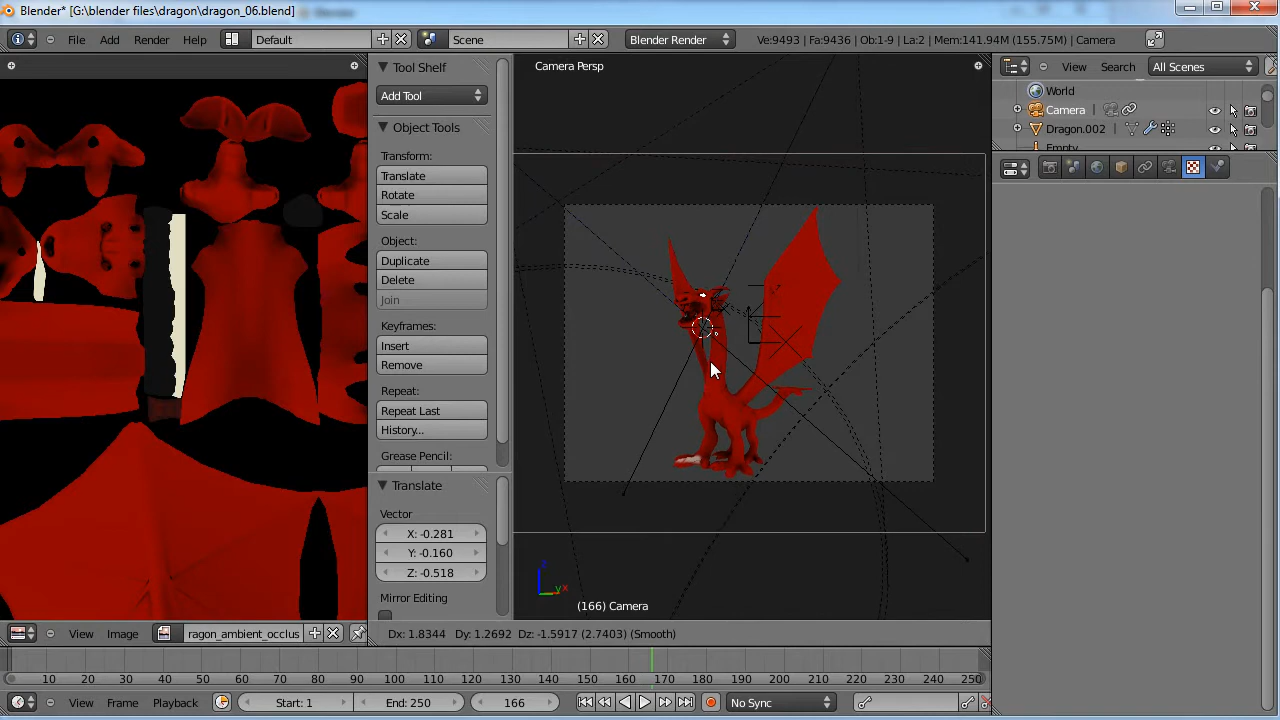 Blender* [G:\blender files\dragon\dragon_06.blend]
File Add Render Help Default Scene Blender Render Ve:9493 | Fa:9436 | Ob:1-9 | La:2 | Mem:141.94M (155.75M) | Camera
Tool Shelf
Add Tool
Object Tools
Transform:
Translate
Rotate
Scale
Object:
Duplicate
Delete
Join
Keyframes:
Insert
Remove
Repeat:
Repeat Last
History...
Grease Pencil:
Translate
Vector
X: -0.281
Y: -0.160
Z: -0.518
Mirror Editing
Camera Persp
(166) Camera
View Search All Scenes
World
Camera
Dragon.002
Empty
View Image ragon_ambient_occlus Dx: 1.8344 Dy: 1.2692 Dz: -1.5917 (2.7403) (Smooth)
10 20 30 40 50 60 70 80 90 100 110 120 130 140 150 160 170 180 190 200 210 220 230 240 250
View Frame Playback Start: 1 End: 250 166 No Sync